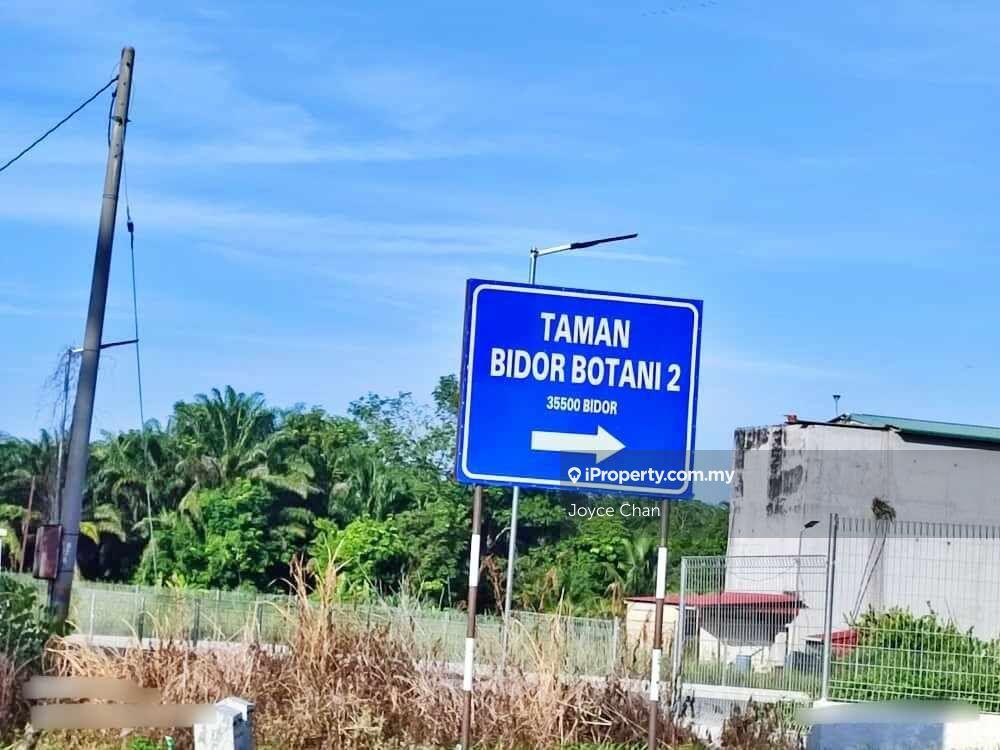 TAMAN
BIDOR BOTANI 2
35500 BIDOR
iProperty.com.my
Joyce Chan